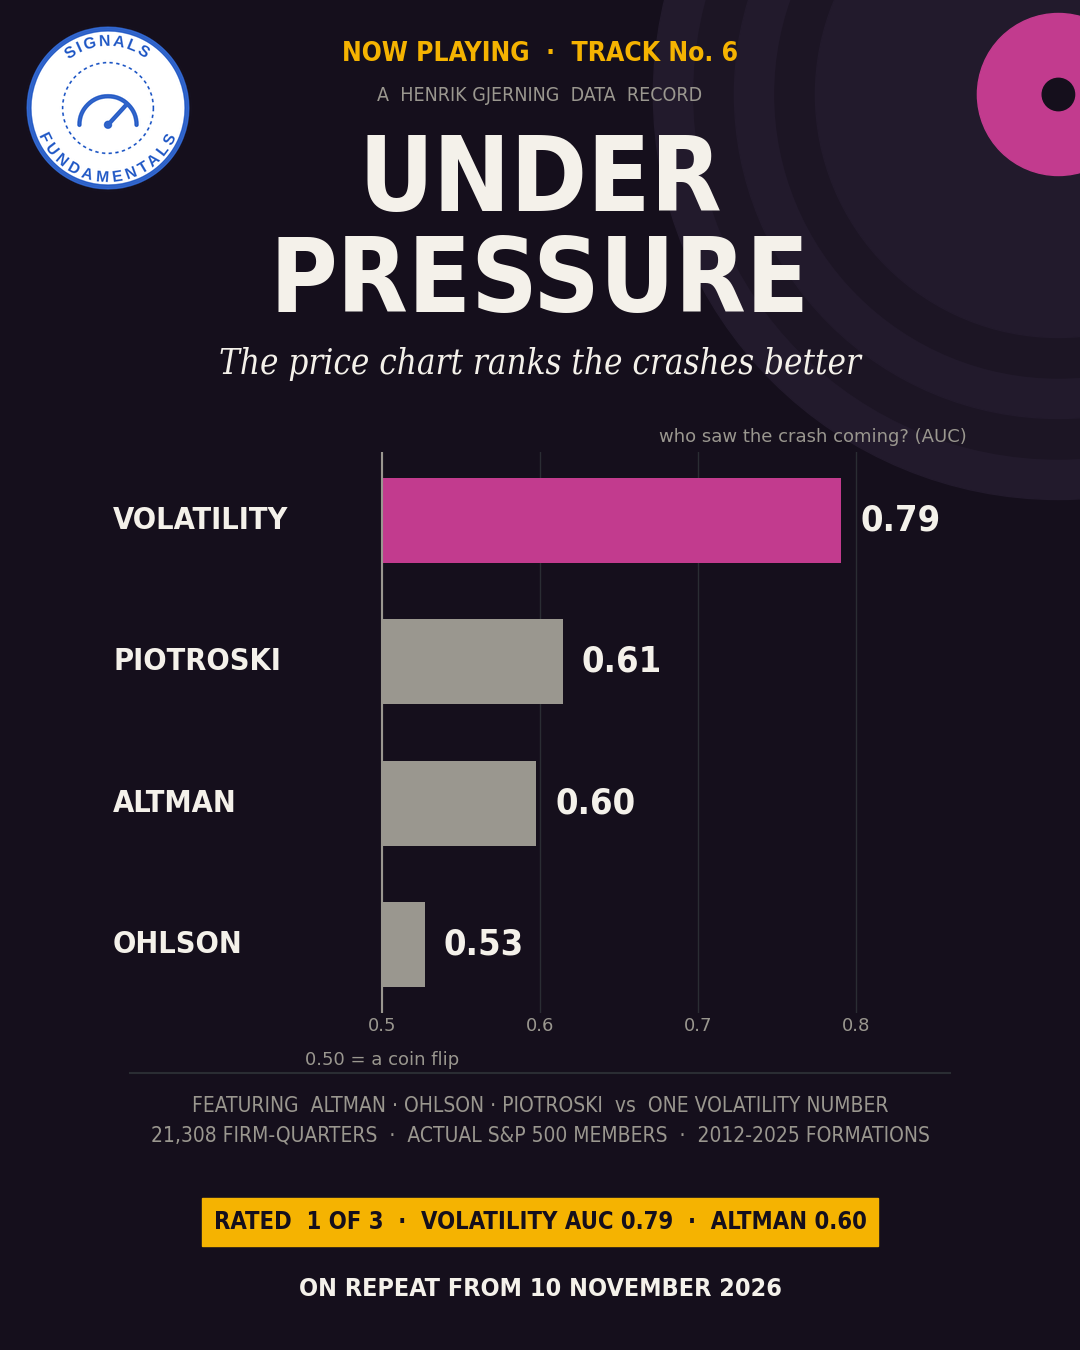 SIGNALS
FUNDAMENTALS
NOW PLAYING · TRACK No. 6
A HENRIK GJERNING DATA RECORD
UNDER
PRESSURE
The price chart ranks the crashes better
who saw the crash coming? (AUC)
VOLATILITY 0.79
PIOTROSKI 0.61
ALTMAN 0.60
OHLSON 0.53
0.5 0.6 0.7 0.8
0.50 = a coin flip
FEATURING ALTMAN · OHLSON · PIOTROSKI vs ONE VOLATILITY NUMBER
21,308 FIRM-QUARTERS · ACTUAL S&P 500 MEMBERS · 2012-2025 FORMATIONS
RATED 1 OF 3 · VOLATILITY AUC 0.79 · ALTMAN 0.60
ON REPEAT FROM 10 NOVEMBER 2026